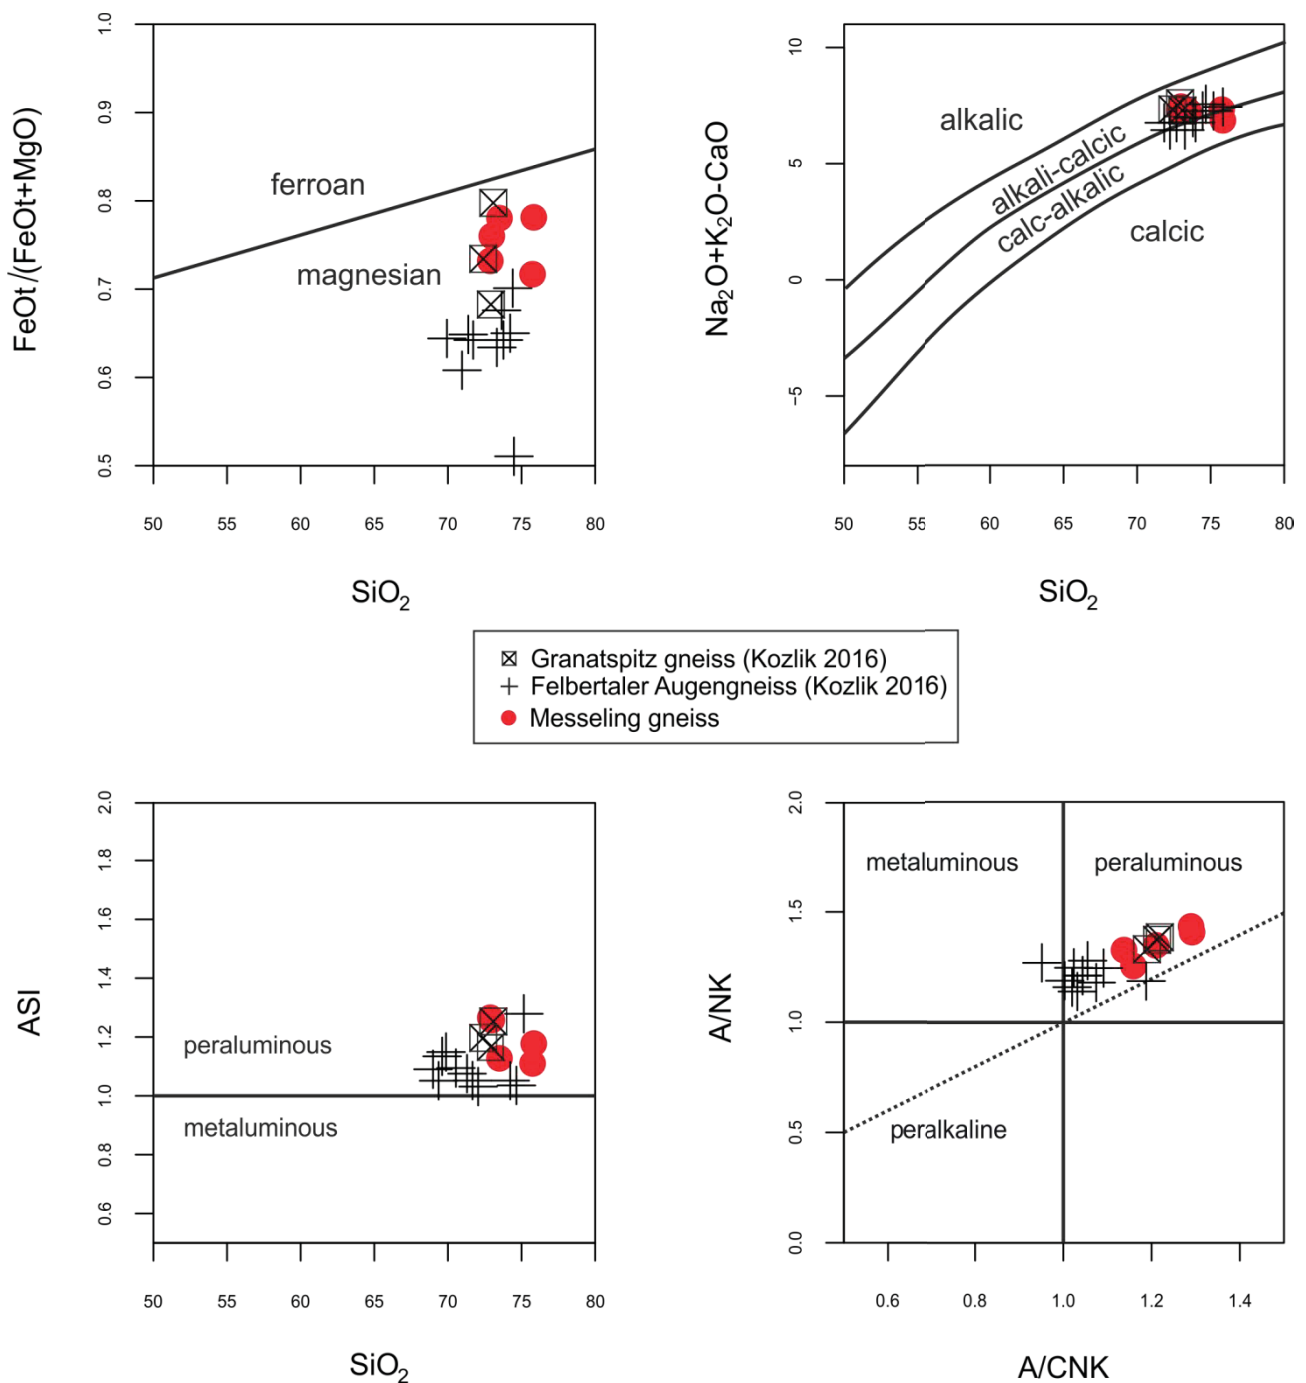 1.0
0.9
0.8
0.7
0.6
0.5
FeOt/(FeOt+MgO)
ferroan
magnesian
50 55 60 65 70 75 80
SiO₂
10
5
0
−5
Na₂O+K₂O-CaO
alkalic
alkali-calcic
calc-alkalic
calcic
50 55 60 65 70 75 80
SiO₂
Granatspitz gneiss (Kozlik 2016)
Felbertaler Augengneiss (Kozlik 2016)
Messeling gneiss
2.0
1.8
1.6
1.4
1.2
1.0
0.8
0.6
ASI
peraluminous
metaluminous
50 55 60 65 70 75 80
SiO₂
2.0
1.5
1.0
0.5
0.0
A/NK
metaluminous peraluminous
peralkaline
0.6 0.8 1.0 1.2 1.4
A/CNK